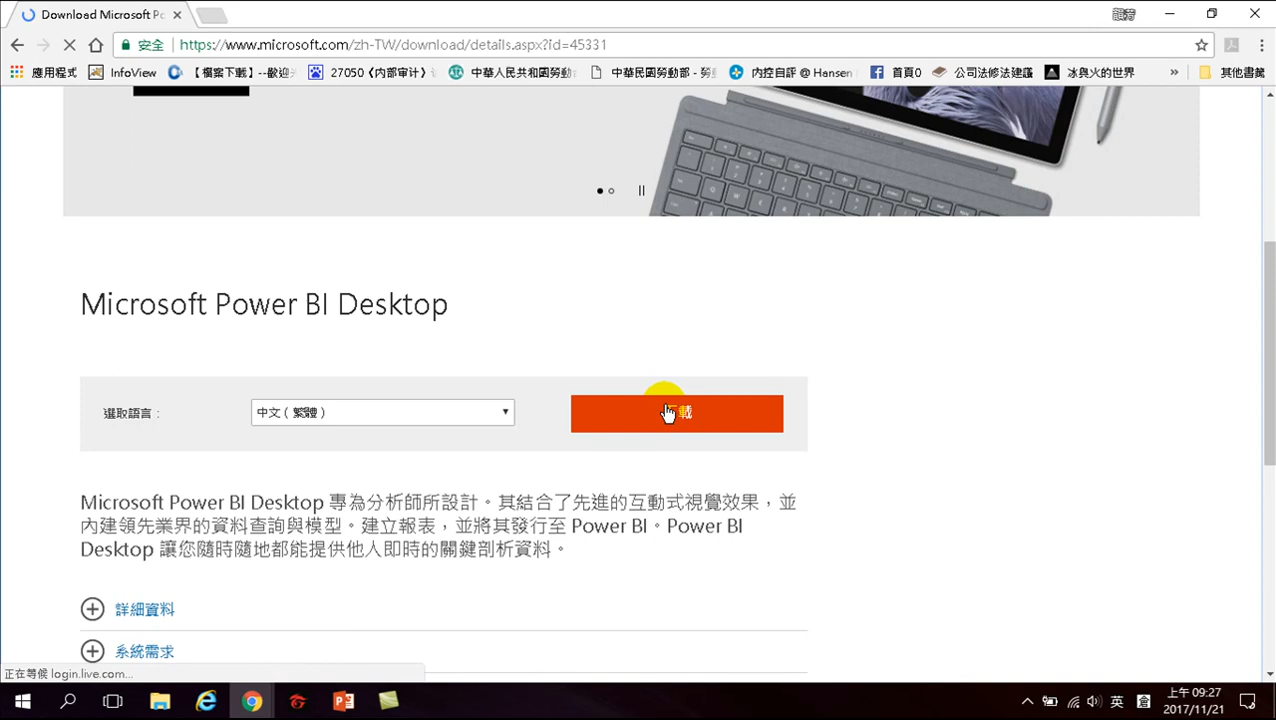 Download Microsoft Po
顗蓉
安全 https://www.microsoft.com/zh-TW/download/details.aspx?id=45331
應用程式 InfoView 【檔案下載】--歡迎 27050《内部审计》 中華人民共和國勞動 中華民國勞動部 - 勞 內控自評 @ Hansen 首頁0 公司法修法建議 冰與火的世界 » 其他書籤
Microsoft Power BI Desktop
選取語言： 中文（繁體） 下載
Microsoft Power BI Desktop 專為分析師所設計。其結合了先進的互動式視覺效果，並
內建領先業界的資料查詢與模型。建立報表，並將其發行至 Power BI。Power BI
Desktop 讓您隨時隨地都能提供他人即時的關鍵剖析資料。
詳細資料
系統需求
正在等候 login.live.com...
英 倉 上午 09:27
2017/11/21